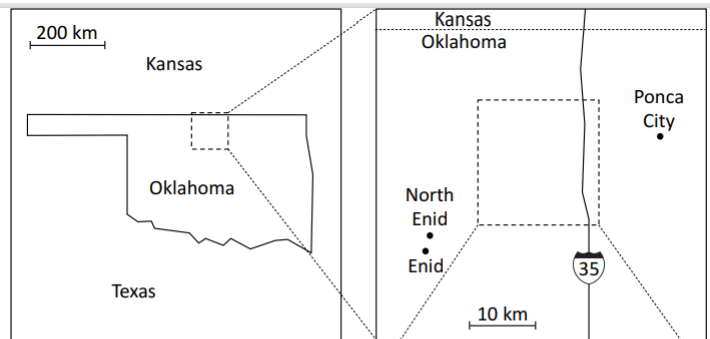 200 km
Kansas
Oklahoma
Texas
Kansas
Oklahoma
Ponca
City
North
Enid
Enid
35
10 km